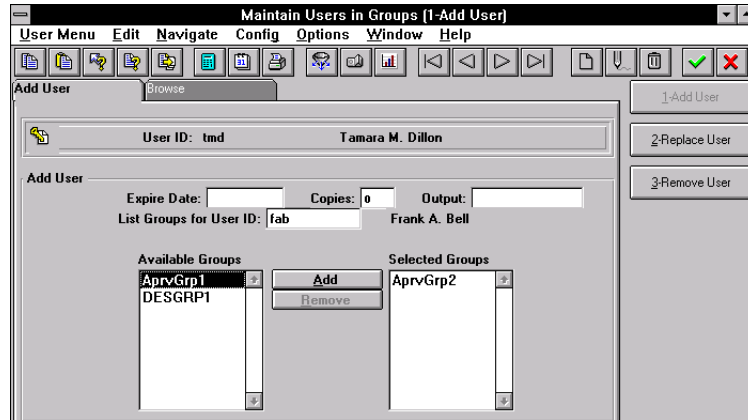 Maintain Users in Groups (1-Add User)
User Menu Edit Navigate Config Options Window Help
Add User
Browse
1-Add User
User ID: tmd Tamara M. Dillon
2-Replace User
3-Remove User
Add User
Expire Date: Copies: 0 Output:
List Groups for User ID: fab Frank A. Bell
Available Groups Selected Groups
AprvGrp1 Add AprvGrp2
DESGRP1 Remove